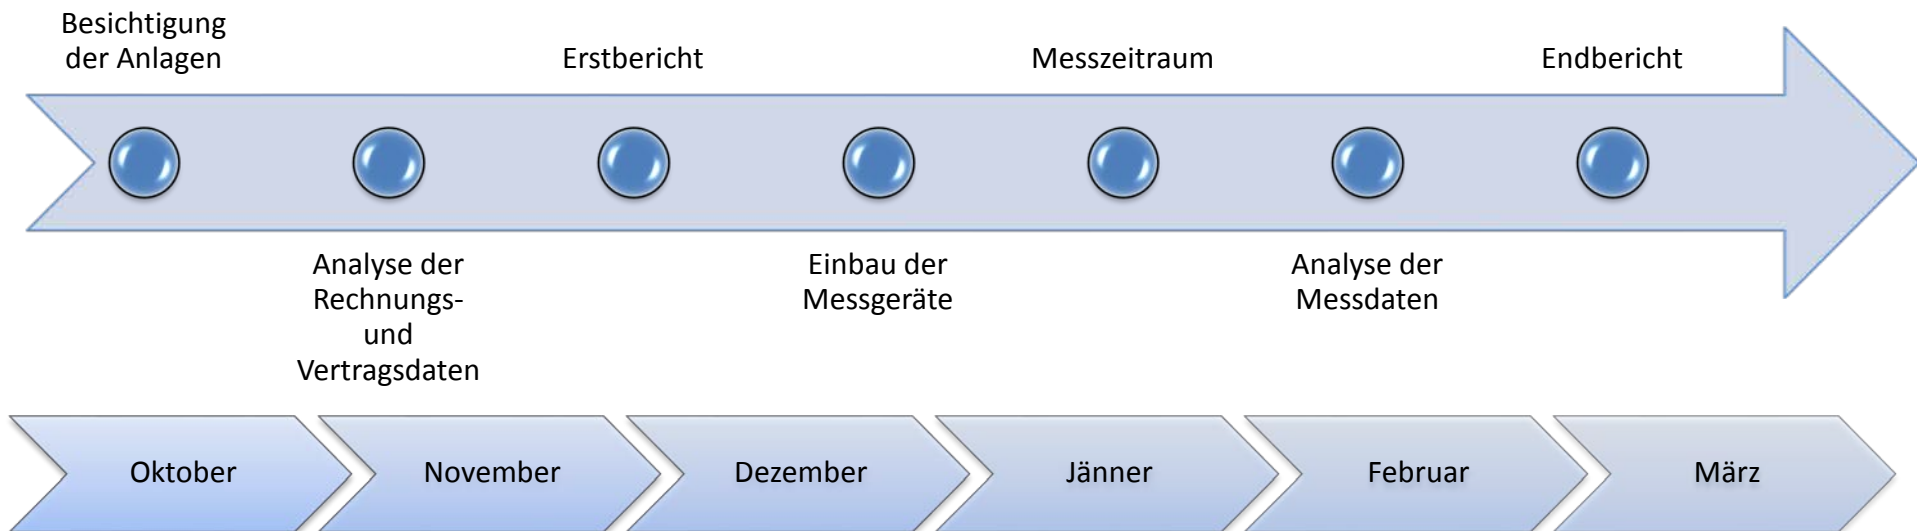 Besichtigung
der Anlagen
Erstbericht
Messzeitraum
Endbericht
Analyse der
Rechnungs-
und
Vertragsdaten
Einbau der
Messgeräte
Analyse der
Messdaten
Oktober
November
Dezember
Jänner
Februar
März